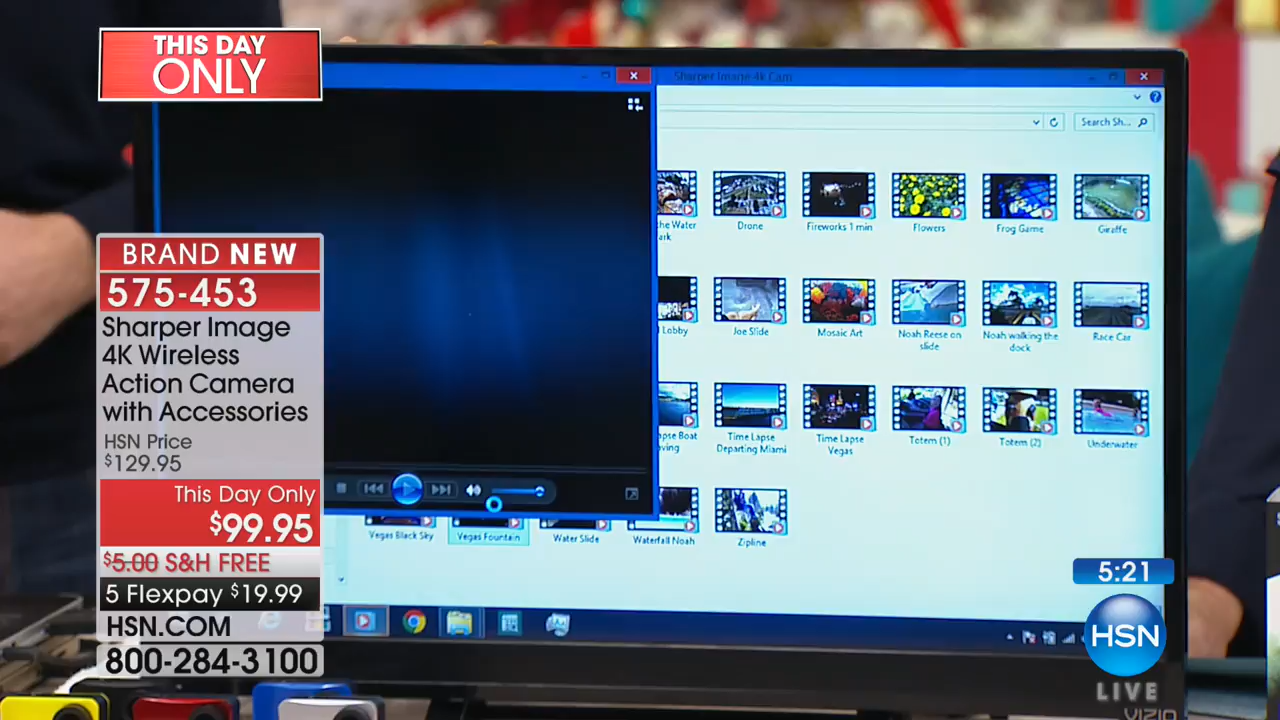 THIS DAY
ONLY
BRAND NEW
575-453
Sharper Image
4K Wireless
Action Camera
with Accessories
HSN Price
$129.95
This Day Only
$99.95
$5.00 S&H FREE
5 Flexpay $19.99
HSN.COM
800-284-3100
Sharper Image 4k Cam
Search Sh...
the Water
Drone
Fireworks 1 min
Flowers
Frog Game
Giraffe
Lobby
Joe Slide
Mosaic Art
Noah Reese on
slide
Noah walking the
dock
Race Car
Boat
Time Lapse
Departing Miami
Time Lapse
Vegas
Totem (1)
Totem (2)
Underwater
Vegas Black Sky
Vegas Fountain
Water Slide
Waterfall Noah
Zipline
5:21
HSN
LIVE
VIZIO